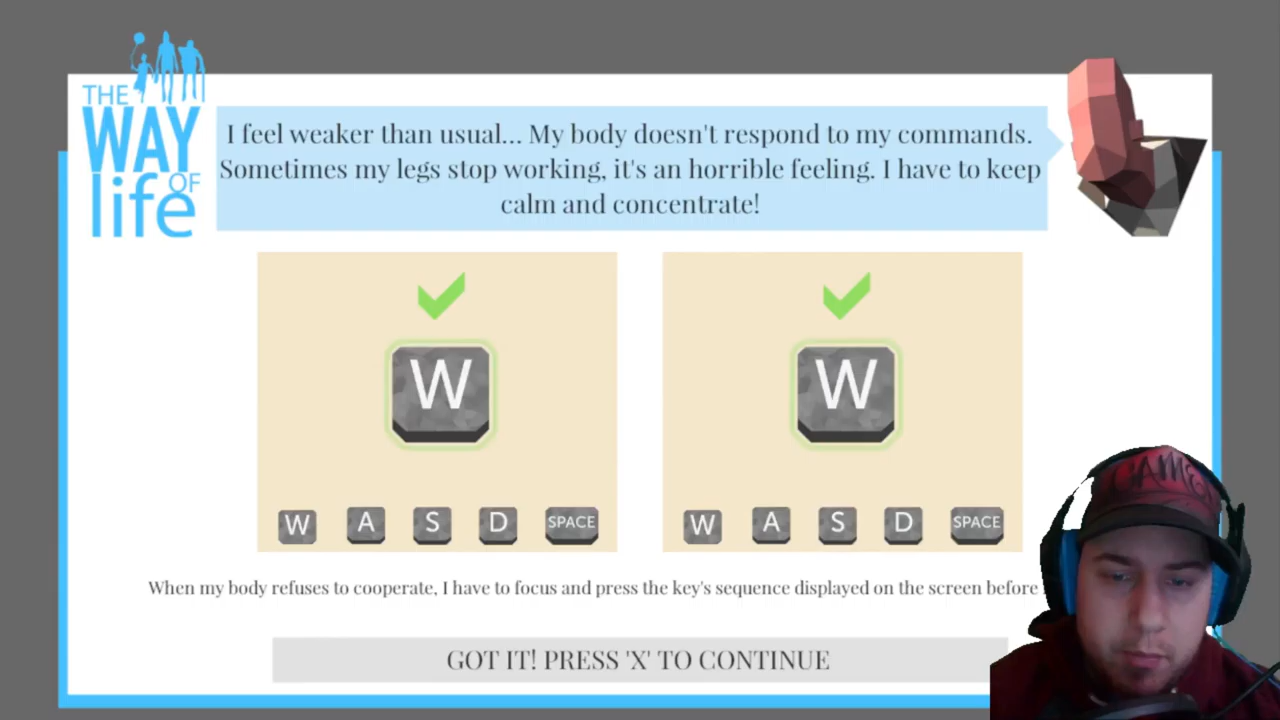 THE
WAY
OF
life
I feel weaker than usual... My body doesn't respond to my commands.
Sometimes my legs stop working, it's an horrible feeling. I have to keep
calm and concentrate!
W
W
W A S D SPACE
W A S D SPACE
When my body refuses to cooperate, I have to focus and press the key's sequence displayed on the screen before
GOT IT! PRESS 'X' TO CONTINUE